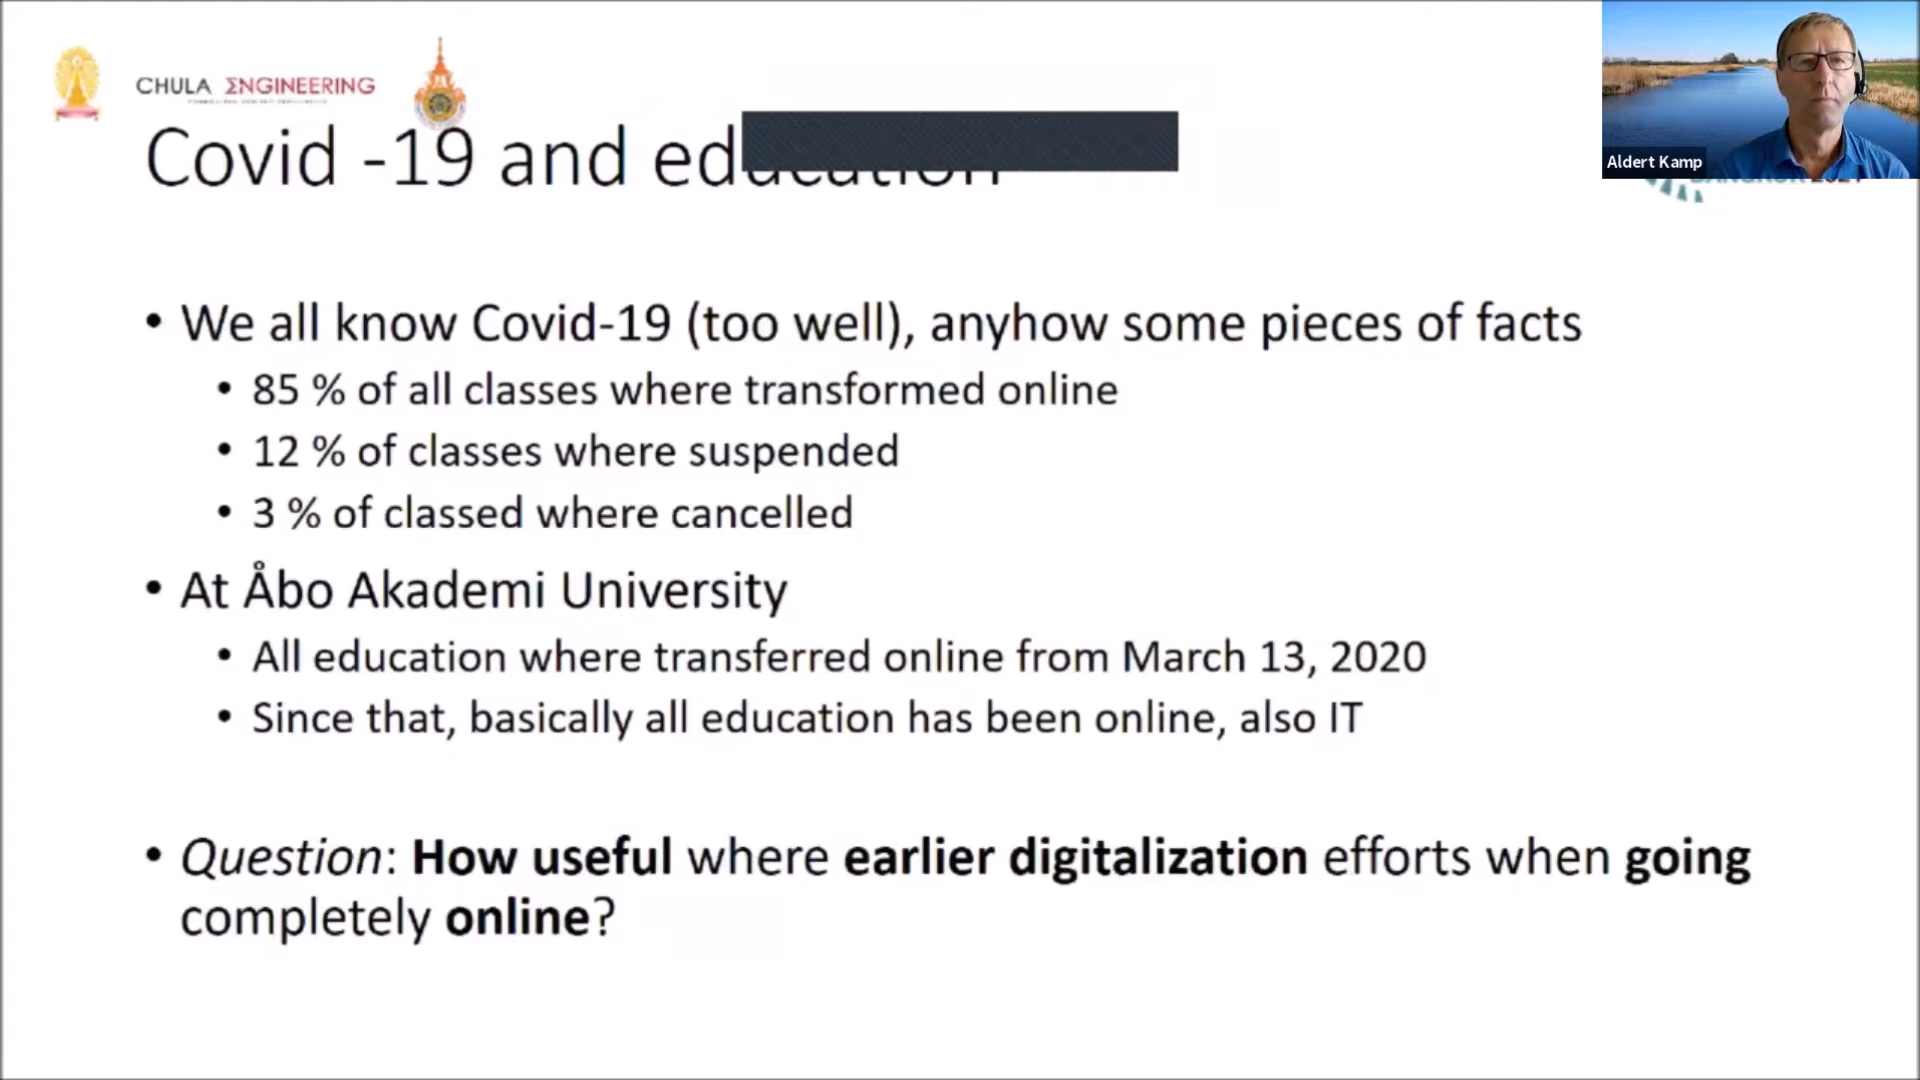 CHULA ΣNGINEERING
Covid -19 and education
Aldert Kamp
• We all know Covid-19 (too well), anyhow some pieces of facts
• 85 % of all classes where transformed online
• 12 % of classes where suspended
• 3 % of classed where cancelled
• At Åbo Akademi University
• All education where transferred online from March 13, 2020
• Since that, basically all education has been online, also IT
• Question: How useful where earlier digitalization efforts when going
completely online?